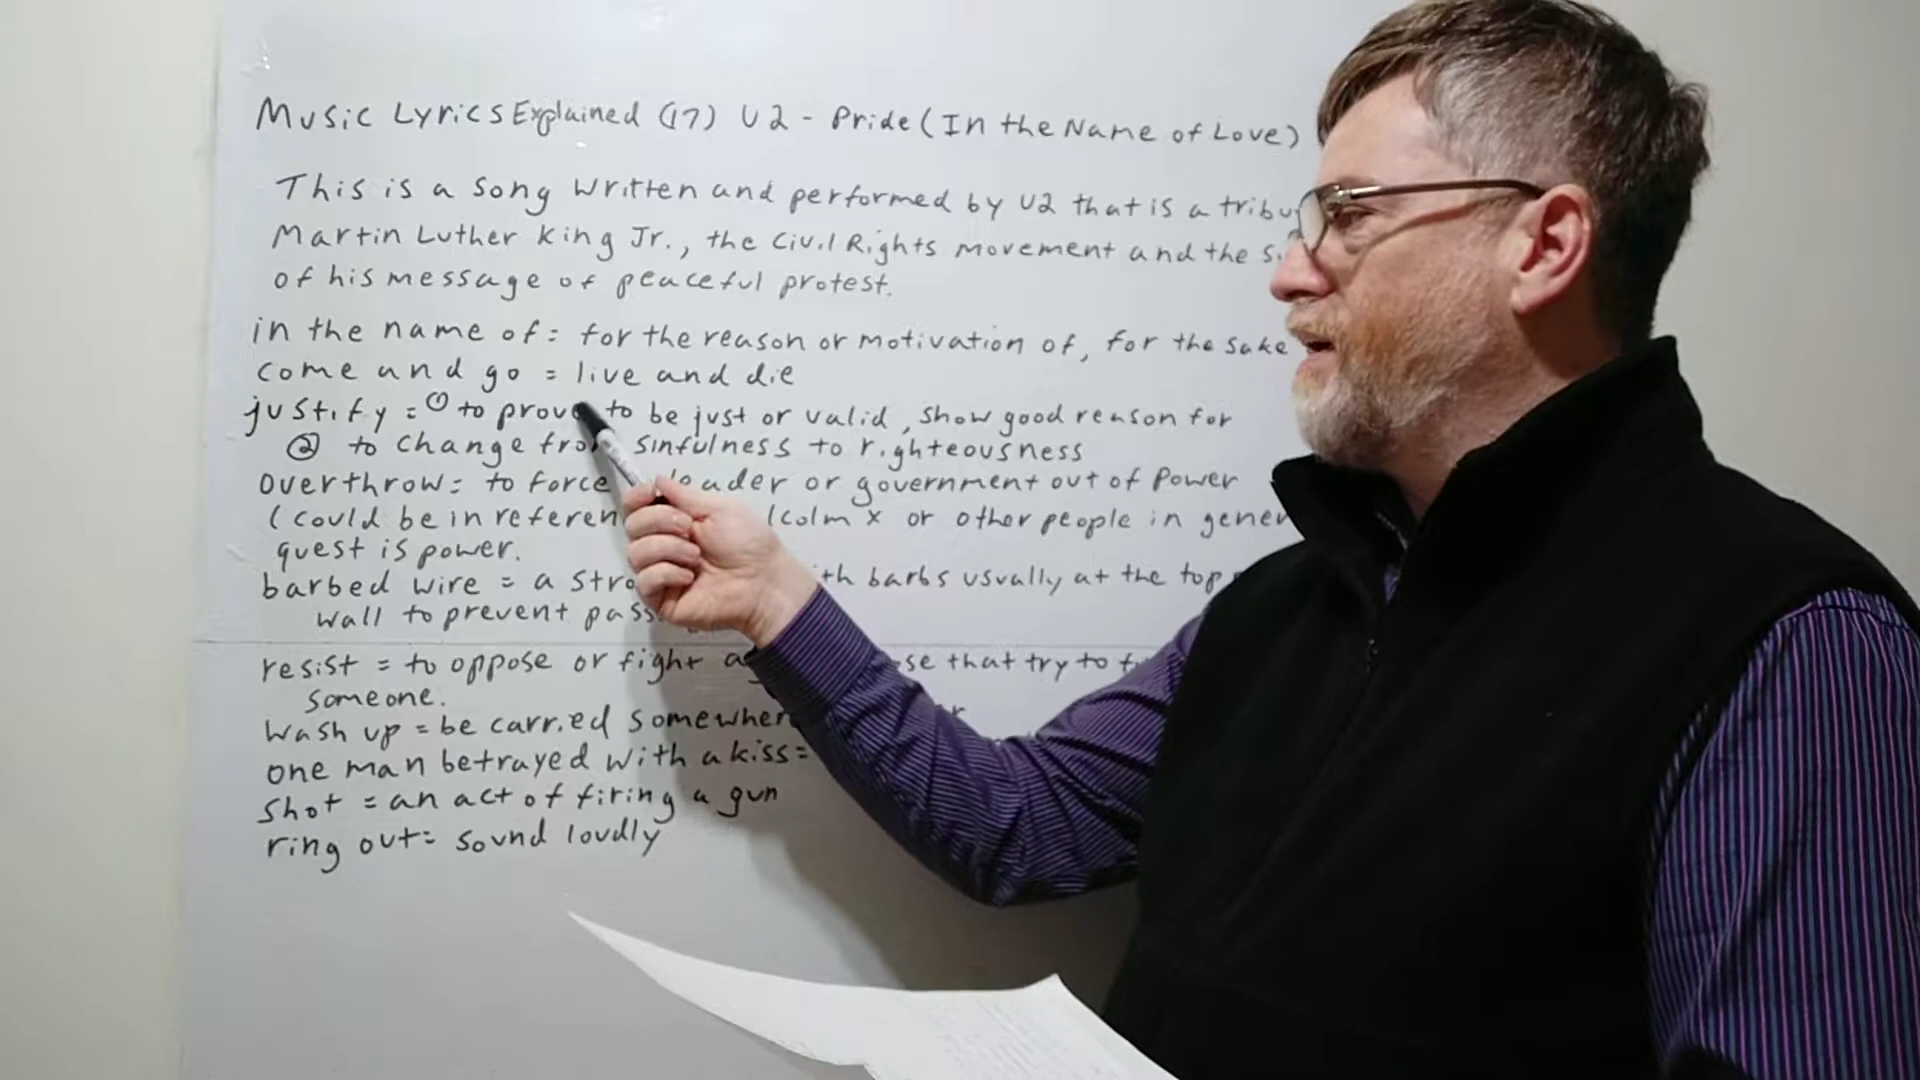 Music Lyrics Explained (17) U2 - Pride (In the Name of Love)
This is a song written and performed by U2 that is a
Martin Luther King Jr., the Civil Rights movement and the
of his message of peaceful protest.
in the name of = for the reason or motivation of, for the sake
come and go = live and die
justify = ① to prove to be just or valid, show good reason for
② to change from sinfulness to righteousness
overthrow = to force leader or government out of power
(could be in or other people in
quest is power.
barbed wire = a barbs usually at the top
wall to prevent
resist = to oppose or fight that try to
someone.
wash up = be carried
one man betrayed with a kiss =
shot = an act of firing a gun
ring out = sound loudly